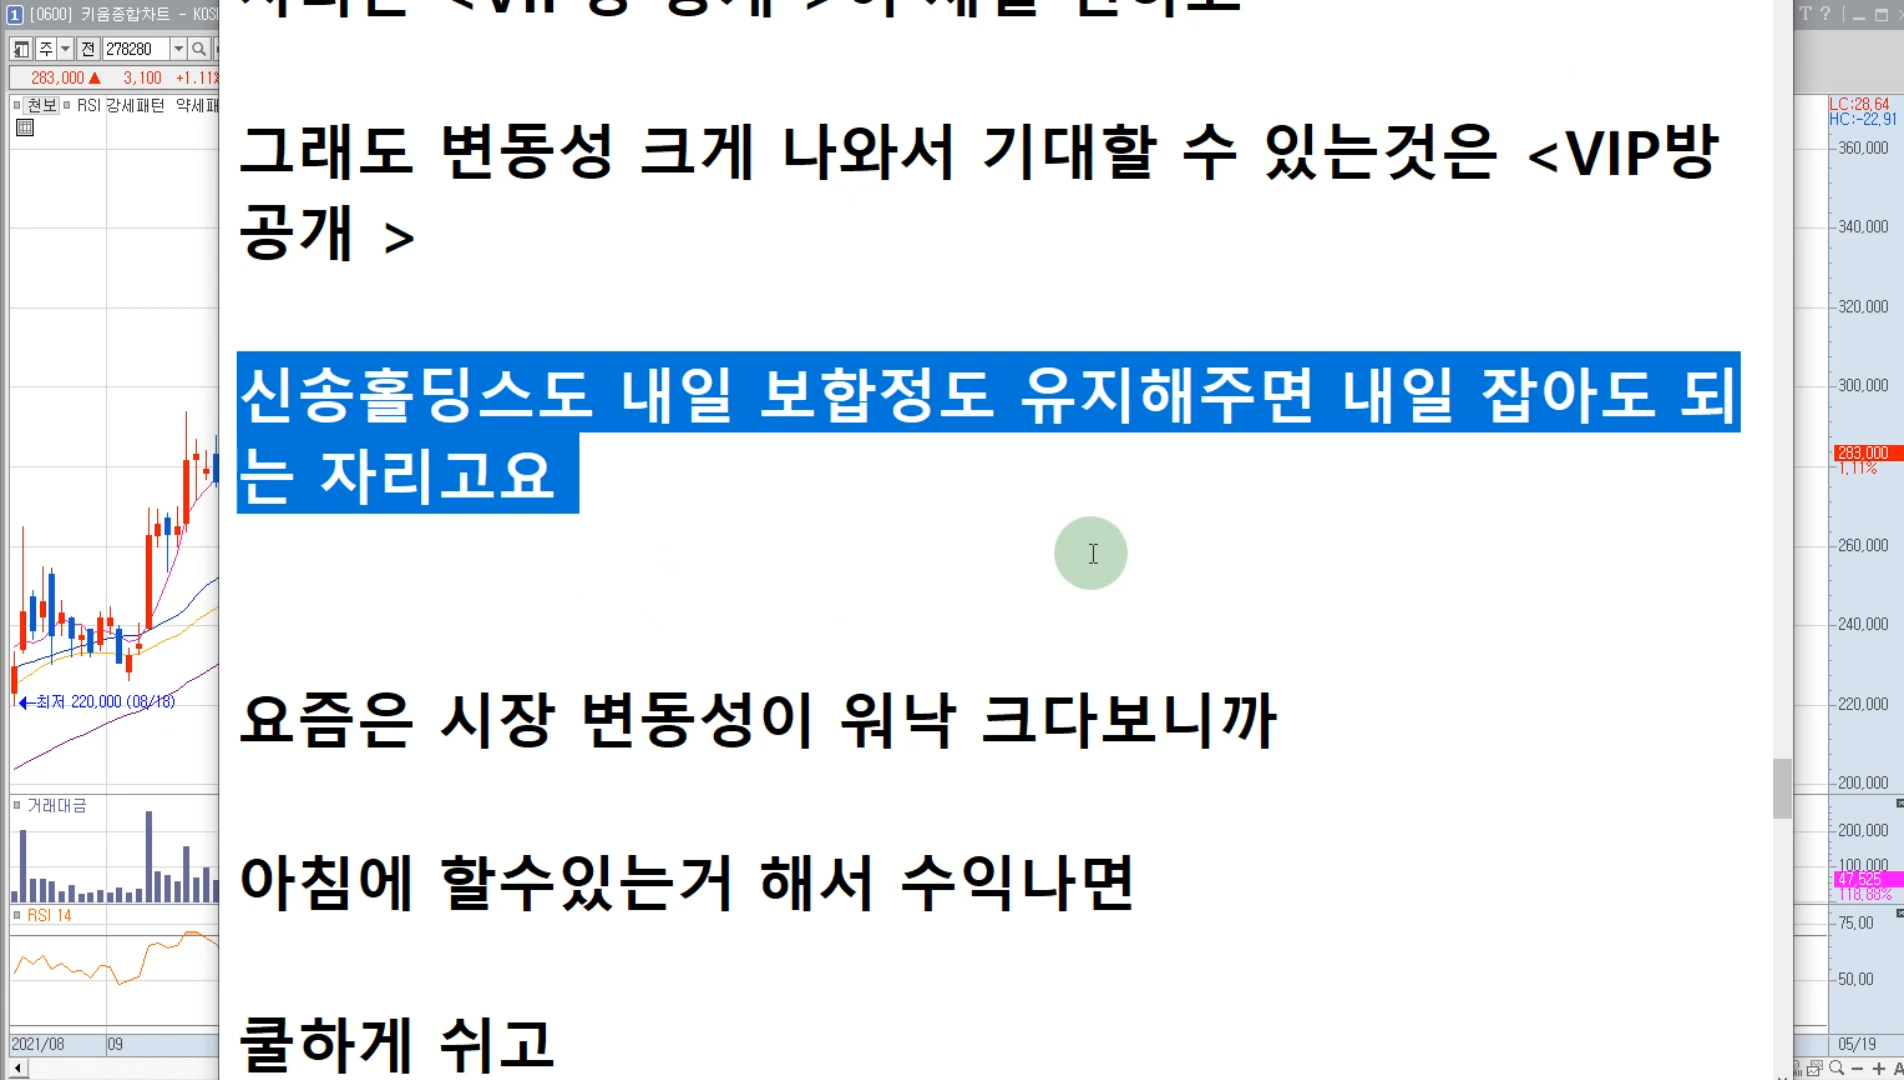 [0600] 키움종합차트 - KOS
주 전 278280
283,000 ▲ 3,100 +1.11%
천보 RSI 강세패턴 약세패
그래도 변동성 크게 나와서 기대할 수 있는것은 <VIP방
공개 >
신송홀딩스도 내일 보합정도 유지해주면 내일 잡아도 되
는 자리고요
요즘은 시장 변동성이 워낙 크다보니까
아침에 할수있는거 해서 수익나면
쿨하게 쉬고
최저 220,000 (08/18)
거래대금
RSI 14
2021/08 09
LC:28,64
HC:-22,91
360,000
340,000
320,000
300,000
283,000
1,11%
260,000
240,000
220,000
200,000
200,000
100,000
47,525
118,88%
75,00
50,00
05/19